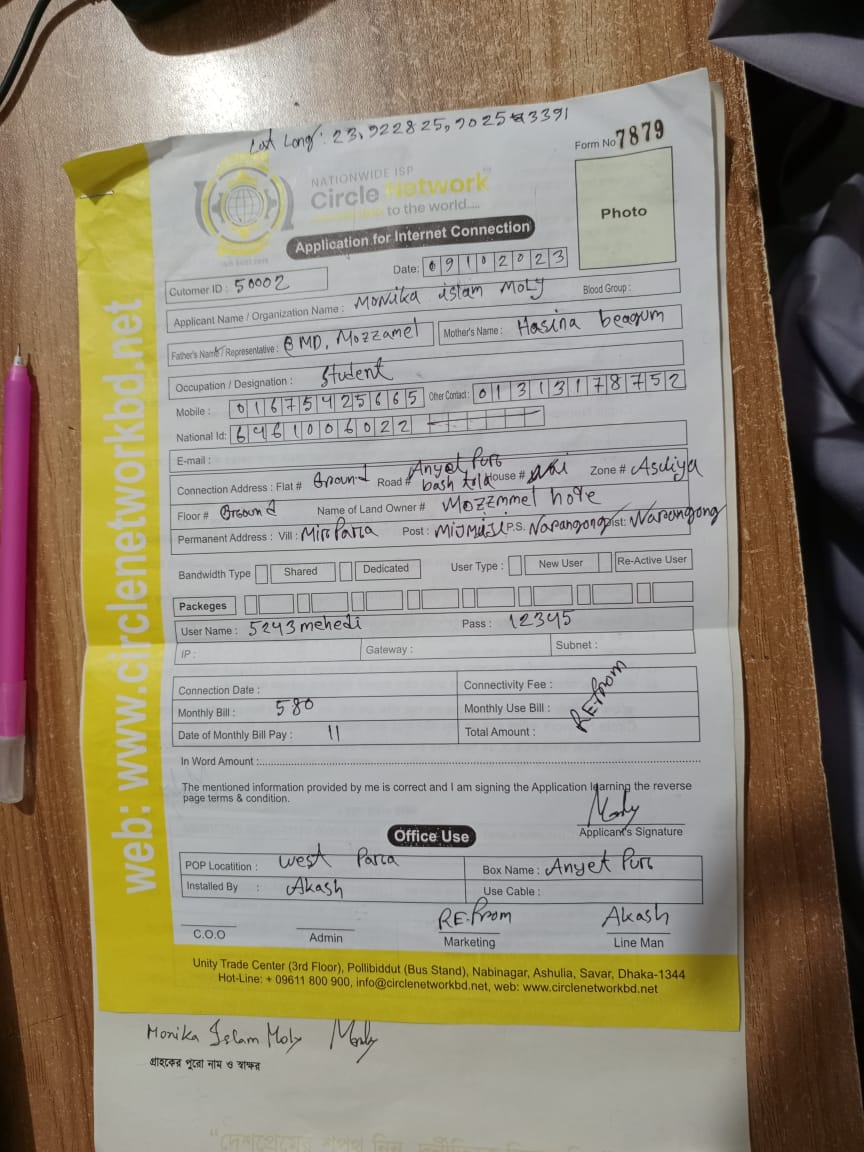 Lat Long: 23.922825, 902543391
Form No 7879
NATIONWIDE ISP
Circle Network
to the world....
Photo
Application for Internet Connection
Date: 09102023
Cutomer ID : 50002
Applicant Name / Organization Name : Monika islam Moly Blood Group :
Father's Name / Representative : MD, Mozzamel Mother's Name : Hasina beagum
Occupation / Designation : Student
Mobile : 01675425665 Other Contact : 01313178752
National Id: 6461006022
E-mail :
Anyet Pur
Connection Address : Flat # Ground Road # bash tola House # Zone # Asuliya
Floor # Ground Name of Land Owner # Mozzmmel hoye
Permanent Address : Vill : Mirs Parra Post : P.S. Narangong Dist: Narangong
Bandwidth Type Shared Dedicated User Type : New User Re-Active User
Packeges
User Name : 5243mehedi Pass : 12345
IP : Gateway : Subnet :
Connection Date : Connectivity Fee :
Monthly Bill : 580 Monthly Use Bill :
Date of Monthly Bill Pay : 11 Total Amount :
RE.from
In Word Amount :
The mentioned information provided by me is correct and I am signing the Application learning the reverse
page terms & condition.
Moly
Applicant's Signature
Office Use
POP Locatition : West Parra Box Name : Anyet Pur
Installed By : Akash Use Cable :
RE.from Akash
C.O.O Admin Marketing Line Man
Unity Trade Center (3rd Floor), Pollibiddut (Bus Stand), Nabinagar, Ashulia, Savar, Dhaka-1344
Hot-Line: + 09611 800 900, info@circlenetworkbd.net, web: www.circlenetworkbd.net
web: www.circlenetworkbd.net
Monika Islam Moly Moly
গ্রাহকের পুরো নাম ও স্বাক্ষর